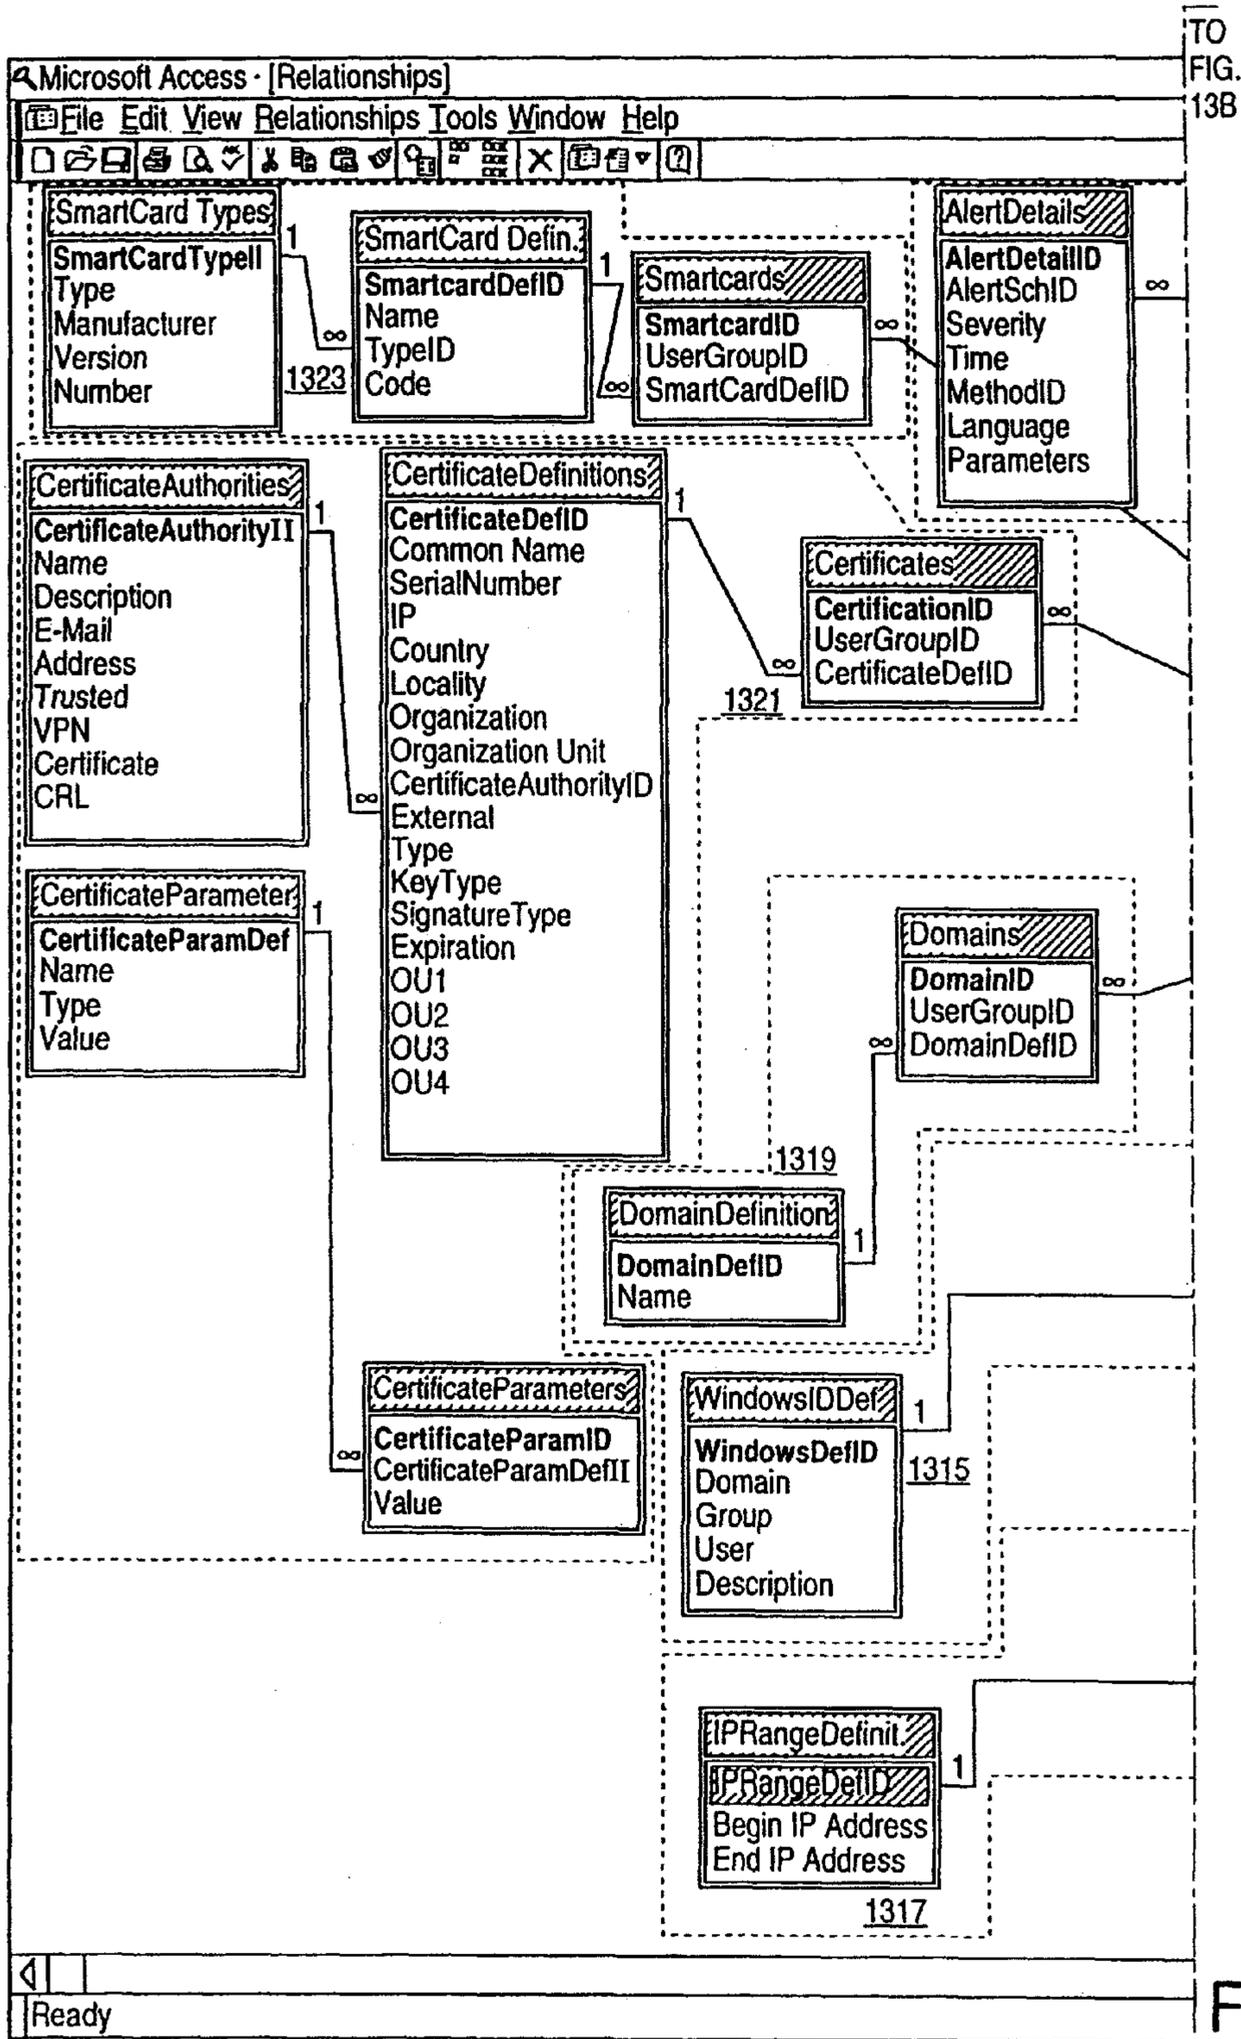 TO
FIG.
13B
Microsoft Access · [Relationships]
File Edit View Relationships Tools Window Help
SmartCard Types
SmartCardTypeII
Type
Manufacturer
Version
Number
1
∞
1323
SmartCard Defin.
SmartcardDefID
Name
TypeID
Code
1
∞
Smartcards
SmartcardID
UserGroupID
SmartCardDefID
∞
AlertDetails
AlertDetailID
AlertSchID
Severity
Time
MethodID
Language
Parameters
∞
CertificateAuthorities
CertificateAuthorityII
Name
Description
E-Mail
Address
Trusted
VPN
Certificate
CRL
1
∞
CertificateDefinitions
CertificateDefID
Common Name
SerialNumber
IP
Country
Locality
Organization
Organization Unit
CertificateAuthorityID
External
Type
KeyType
SignatureType
Expiration
OU1
OU2
OU3
OU4
1
∞
Certificates
CertificationID
UserGroupID
CertificateDefID
∞
1321
CertificateParameter
CertificateParamDef
Name
Type
Value
1
∞
Domains
DomainID
UserGroupID
DomainDefID
∞
∞
1319
DomainDefinition
DomainDefID
Name
1
CertificateParameters
CertificateParamID
CertificateParamDefII
Value
WindowsIDDef
WindowsDefID
Domain
Group
User
Description
1
1315
IPRangeDefinit.
IPRangeDefID
Begin IP Address
End IP Address
1
1317
Ready
F